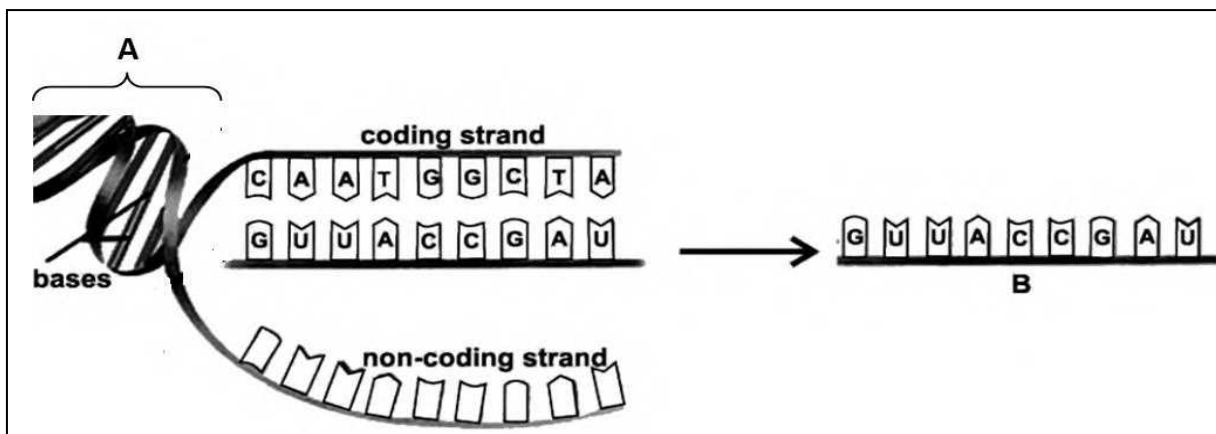 A
coding strand
C A A T G G C T A
G U U A C C G A U
bases
non-coding strand
G U U A C C G A U
B